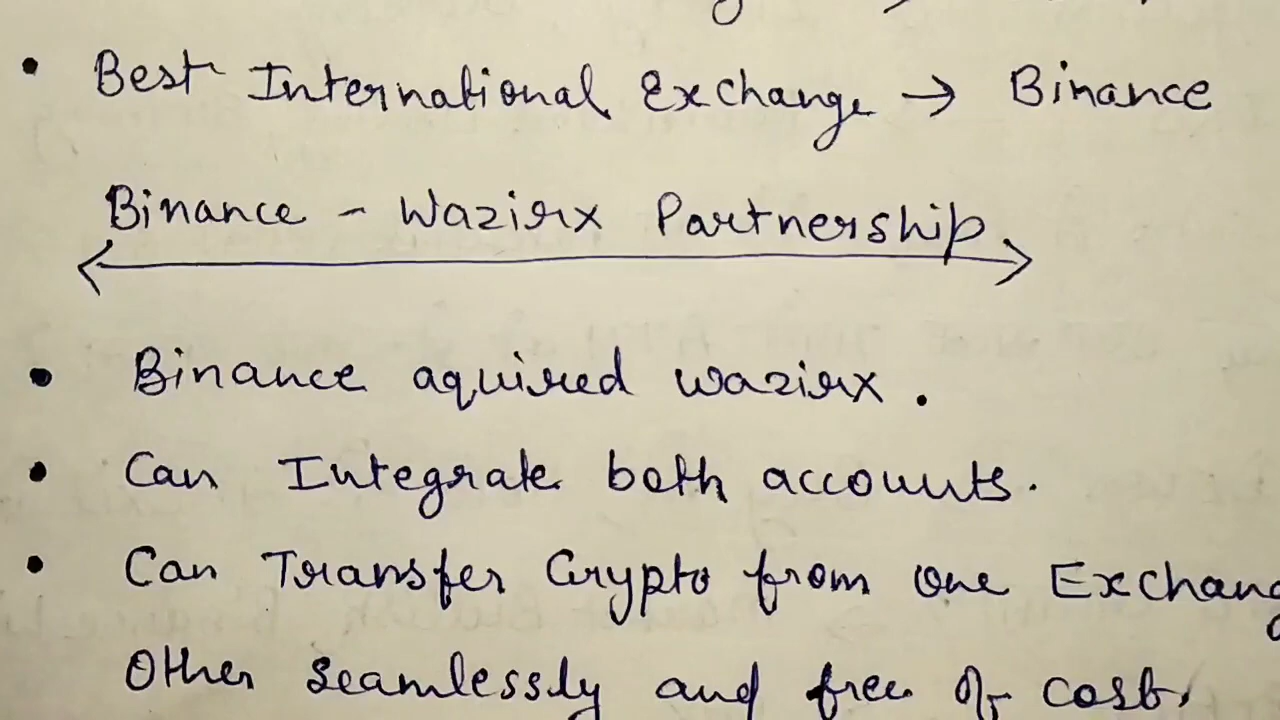 • Best International Exchange → Binance
Binance - Wazirx Partnership
• Binance aquired wazirx.
• Can Integrate both accounts.
• Can Transfer Crypto from one Exchang
Other seamlessly and free of cost,